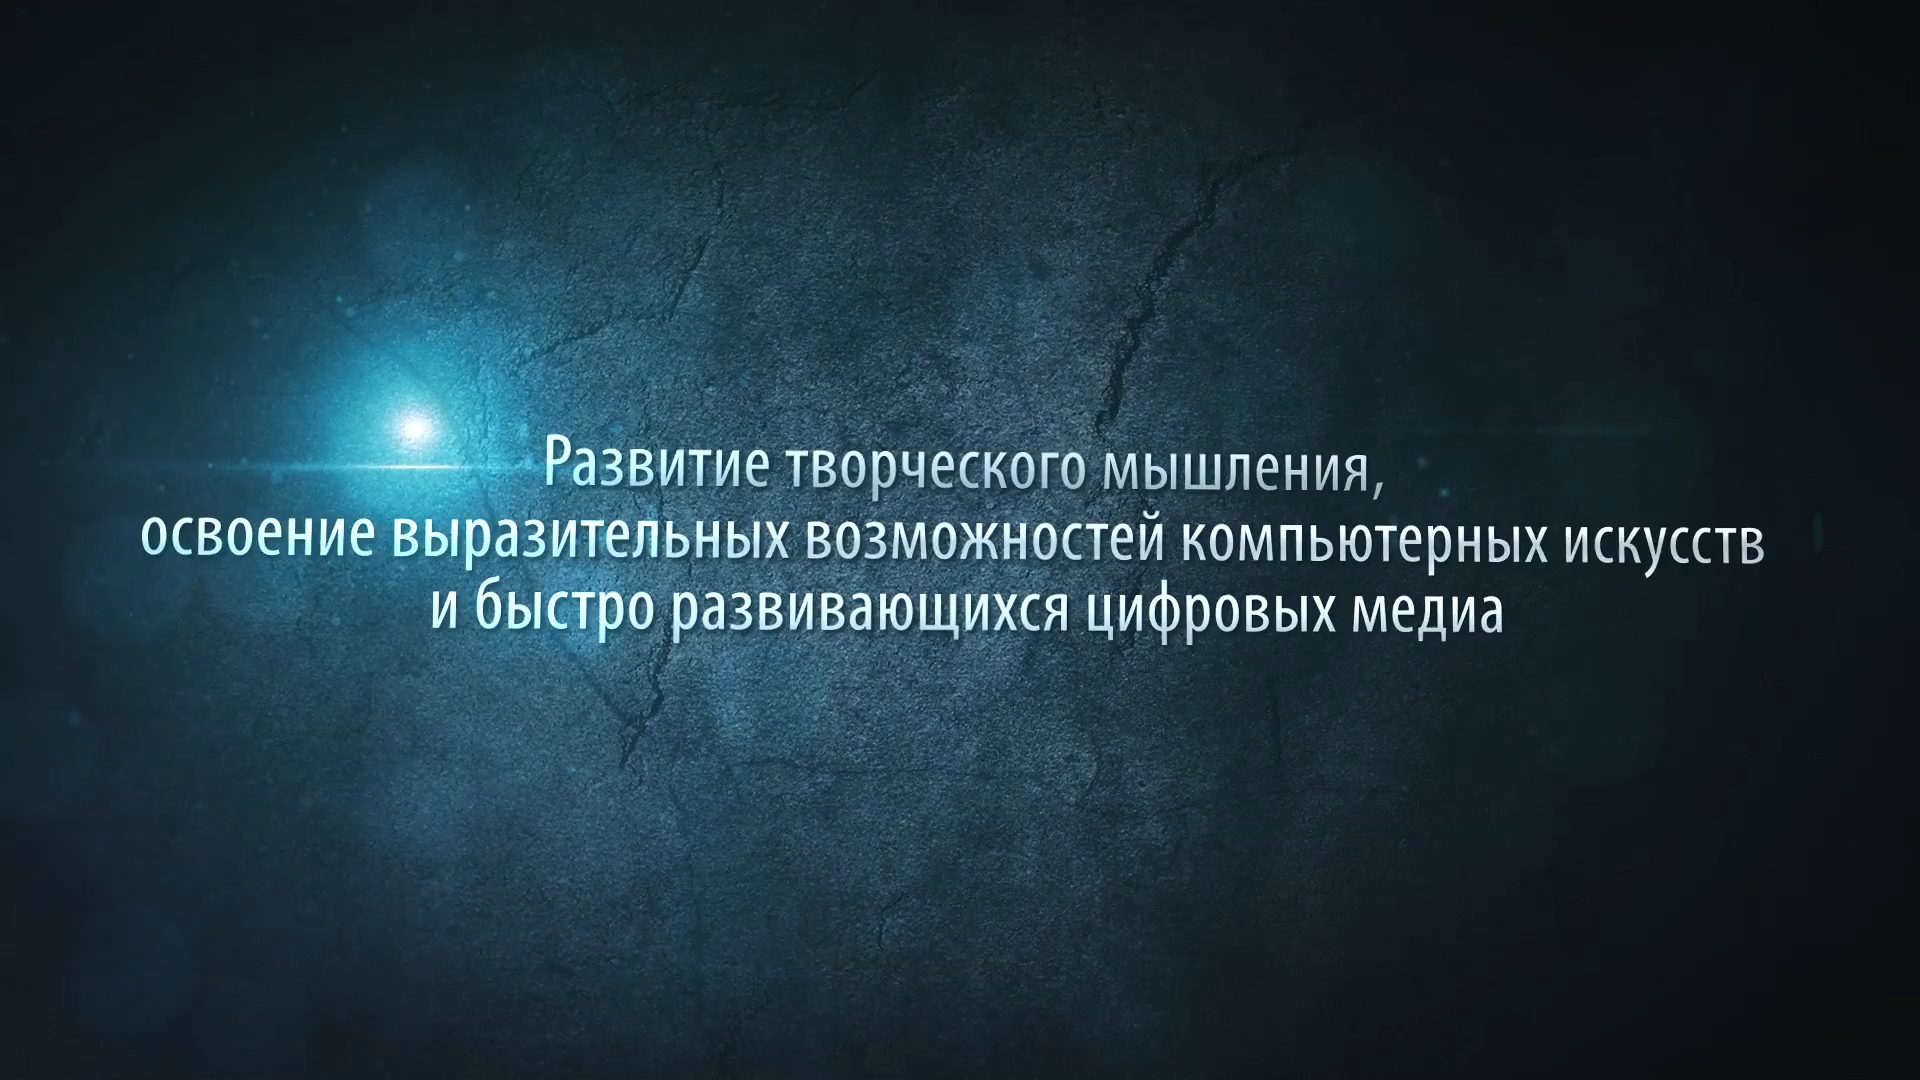 Развитие творческого мышления,
освоение выразительных возможностей компьютерных искусств
и быстро развивающихся цифровых медиа